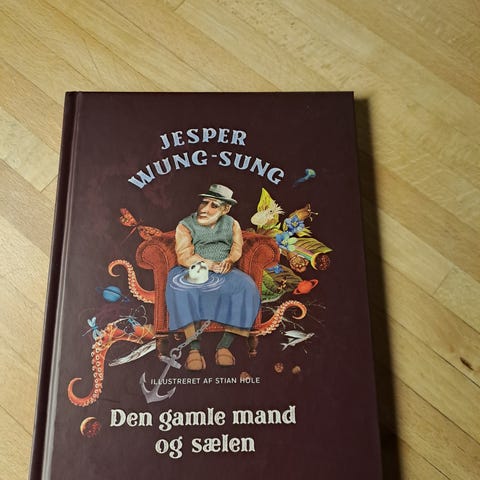 JESPER
WUNG-SUNG
ILLUSTRERET AF STIAN HOLE
Den gamle mand
og sælen